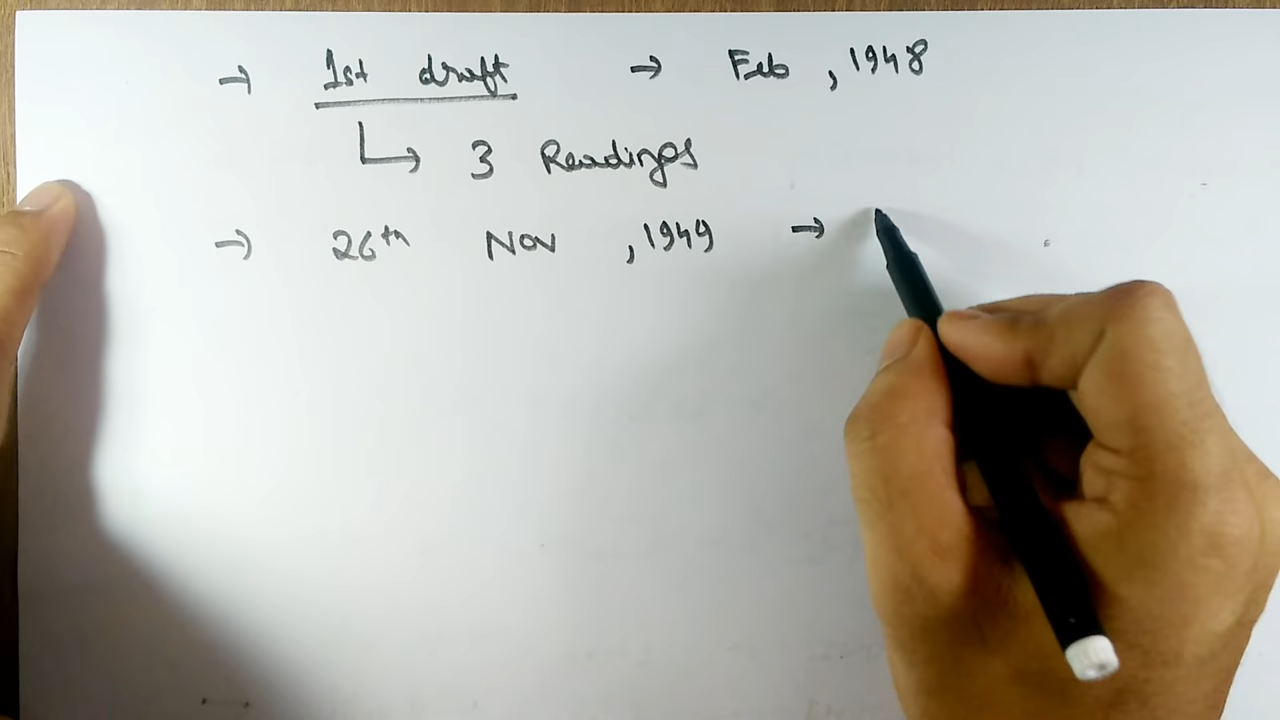 → 1st draft → Feb , 1948
↳ 3 Readings
→ 26th Nov , 1949 →